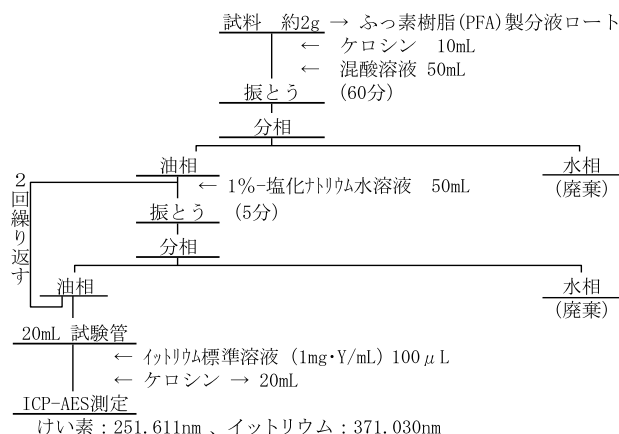 試料 約2g → ふっ素樹脂(PFA)製分液ロート
← ケロシン 10mL
← 混酸溶液 50mL
振とう (60分)
分相
油相 水相
(廃棄)
← 1%-塩化ナトリウム水溶液 50mL
振とう (5分)
分相
2回繰り返す
油相 水相
(廃棄)
20mL 試験管
← イットリウム標準溶液 (1mg・Y/mL) 100μL
← ケロシン → 20mL
ICP-AES測定
けい素:251.611nm 、イットリウム:371.030nm